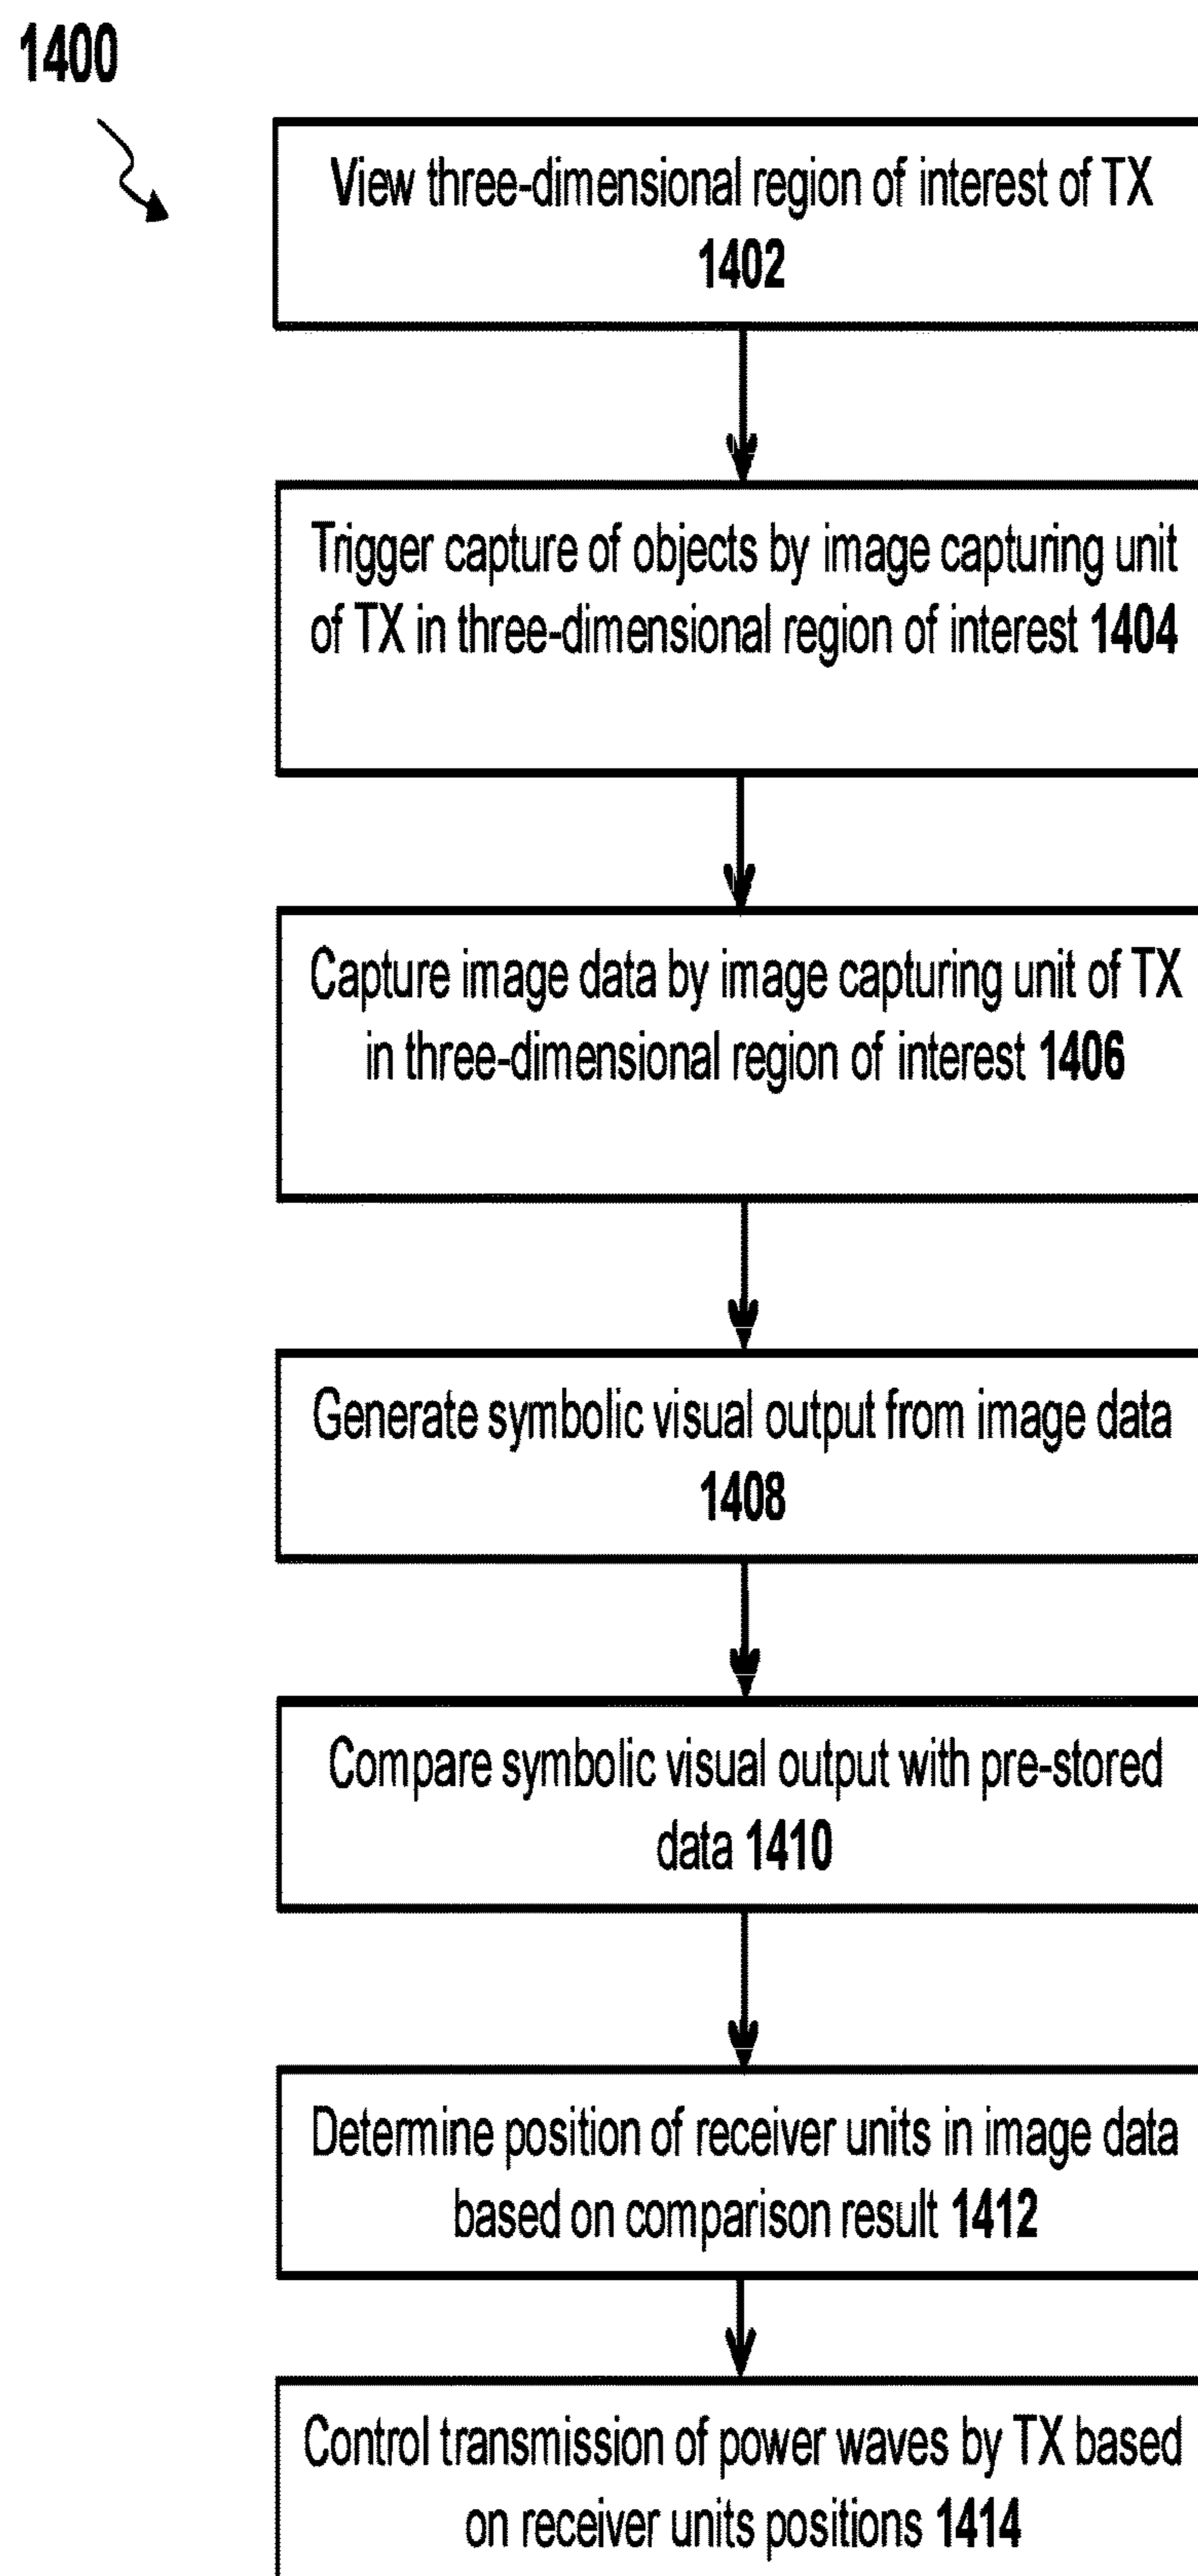 1400
View three-dimensional region of interest of TX
1402
Trigger capture of objects by image capturing unit
of TX in three-dimensional region of interest 1404
Capture image data by image capturing unit of TX
in three-dimensional region of interest 1406
Generate symbolic visual output from image data
1408
Compare symbolic visual output with pre-stored
data 1410
Determine position of receiver units in image data
based on comparison result 1412
Control transmission of power waves by TX based
on receiver units positions 1414